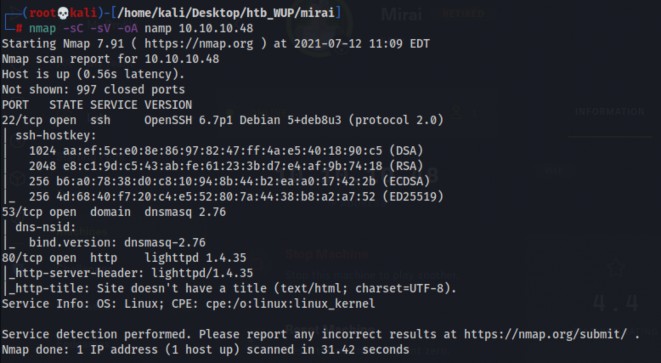 (root💀kali)-[/home/kali/Desktop/htb_WUP/mirai]
# nmap -sC -sV -oA namp 10.10.10.48
Starting Nmap 7.91 ( https://nmap.org ) at 2021-07-12 11:09 EDT
Nmap scan report for 10.10.10.48
Host is up (0.56s latency).
Not shown: 997 closed ports
PORT   STATE SERVICE VERSION
22/tcp open  ssh     OpenSSH 6.7p1 Debian 5+deb8u3 (protocol 2.0)
| ssh-hostkey:
|   1024 aa:ef:5c:e0:8e:86:97:82:47:ff:4a:e5:40:18:90:c5 (DSA)
|   2048 e8:c1:9d:c5:43:ab:fe:61:23:3b:d7:e4:af:9b:74:18 (RSA)
|   256 b6:a0:78:38:d0:c8:10:94:8b:44:b2:ea:a0:17:42:2b (ECDSA)
|_  256 4d:68:40:f7:20:c4:e5:52:80:7a:44:38:b8:a2:a7:52 (ED25519)
53/tcp open  domain  dnsmasq 2.76
| dns-nsid:
|_  bind.version: dnsmasq-2.76
80/tcp open  http    lighttpd 1.4.35
|_http-server-header: lighttpd/1.4.35
|_http-title: Site doesn't have a title (text/html; charset=UTF-8).
Service Info: OS: Linux; CPE: cpe:/o:linux:linux_kernel
Service detection performed. Please report any incorrect results at https://nmap.org/submit/ .
Nmap done: 1 IP address (1 host up) scanned in 31.42 seconds
Mirai
INFORMATION
4.4